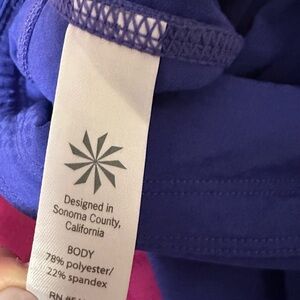 Designed in
Sonoma County,
California
BODY
78% polyester/
22% spandex